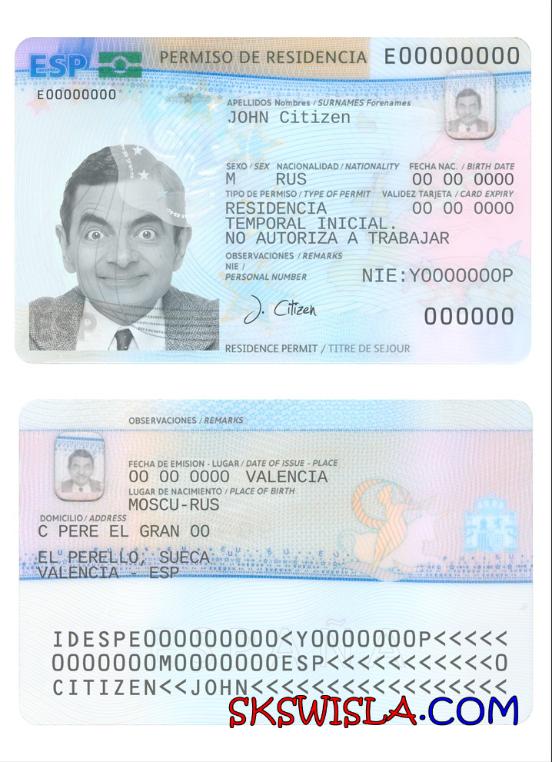 ESP PERMISO DE RESIDENCIA E00000000
E00000000
APELLIDOS Nombres / SURNAMES Forenames
JOHN Citizen
SEXO / SEX NACIONALIDAD / NATIONALITY FECHA NAC. / BIRTH DATE
M RUS 00 00 0000
TIPO DE PERMISO / TYPE OF PERMIT VALIDEZ TARJETA / CARD EXPIRY
RESIDENCIA 00 00 0000
TEMPORAL INICIAL.
NO AUTORIZA A TRABAJAR
OBSERVACIONES / REMARKS
NIE /
PERSONAL NUMBER NIE:Y0000000P
J. Citizen
ESP 000000
RESIDENCE PERMIT / TITRE DE SEJOUR
OBSERVACIONES / REMARKS
FECHA DE EMISION - LUGAR / DATE OF ISSUE - PLACE
00 00 0000 VALENCIA
LUGAR DE NACIMIENTO / PLACE OF BIRTH
MOSCU-RUS
DOMICILIO / ADDRESS
C PERE EL GRAN 00
EL PERELLO, SUECA
VALENCIA - ESP
IDESPE000000000<Y0000000P<<<<<
0000000M0000000ESP<<<<<<<<<<<0
CITIZEN<<JOHN<<<<<<<<<<<<<<<<<
SKSWISLA.COM